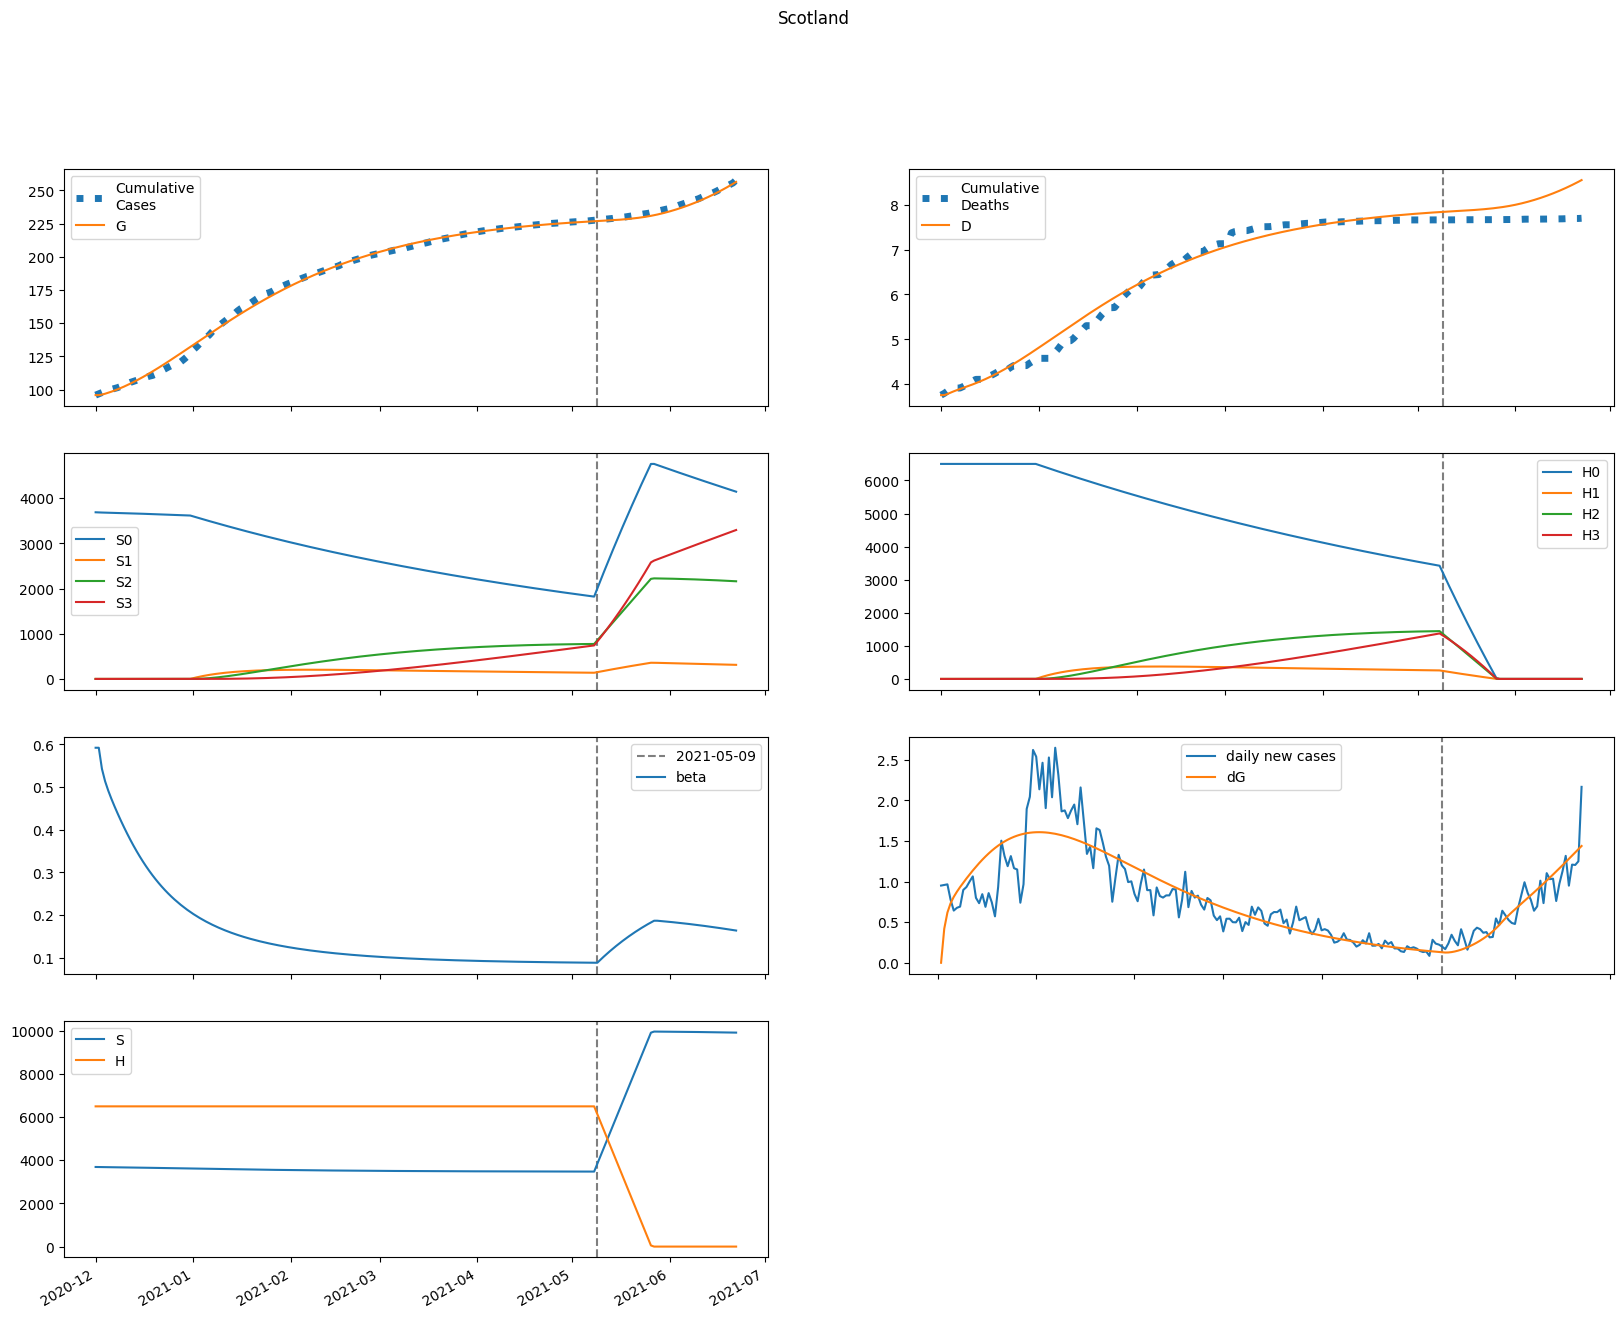 Scotland
250
225
200
175
150
125
100
Cumulative
Cases
G
8
7
6
5
4
Cumulative
Deaths
D
4000
3000
2000
1000
0
S0
S1
S2
S3
6000
5000
4000
3000
2000
1000
0
H0
H1
H2
H3
0.6
0.5
0.4
0.3
0.2
0.1
2021-05-09
beta
2.5
2.0
1.5
1.0
0.5
0.0
daily new cases
dG
10000
8000
6000
4000
2000
0
S
H
2020-12
2021-01
2021-02
2021-03
2021-04
2021-05
2021-06
2021-07